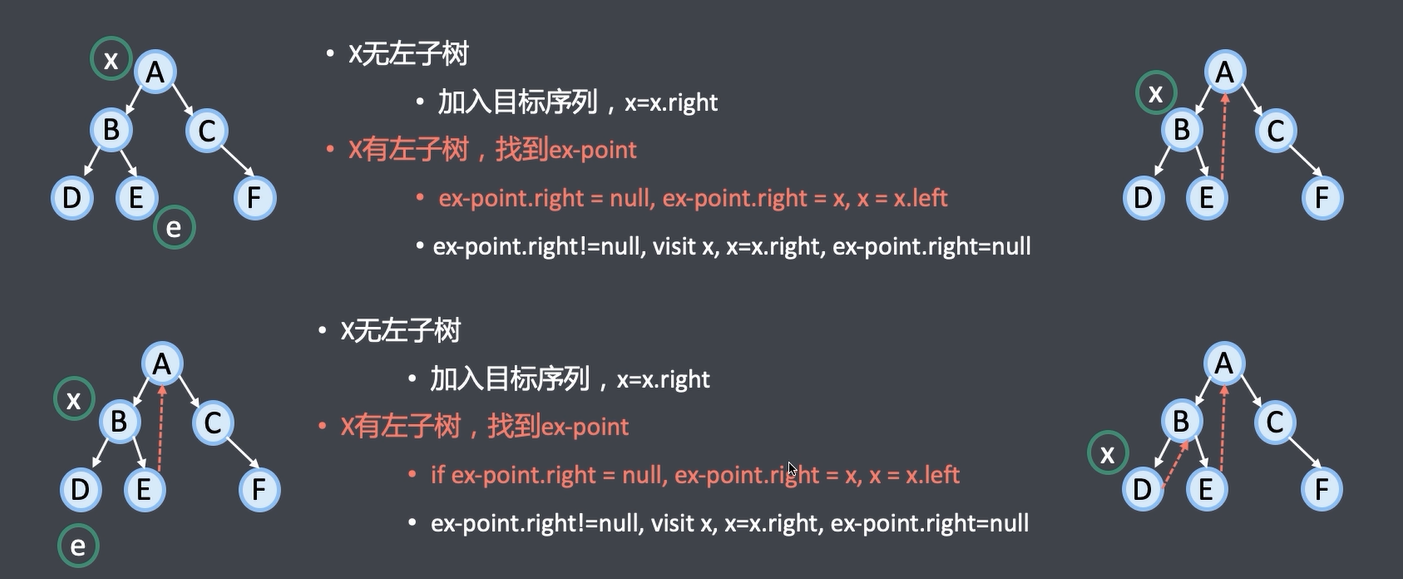 x
A
B
C
D
E
F
e
• X无左子树
• 加入目标序列，x=x.right
• X有左子树，找到ex-point
• ex-point.right = null, ex-point.right = x, x = x.left
• ex-point.right!=null, visit x, x=x.right, ex-point.right=null
A
x
B
C
D
E
F
A
x
B
C
D
E
F
e
• X无左子树
• 加入目标序列，x=x.right
• X有左子树，找到ex-point
• if ex-point.right = null, ex-point.right = x, x = x.left
• ex-point.right!=null, visit x, x=x.right, ex-point.right=null
A
B
C
x
D
E
F